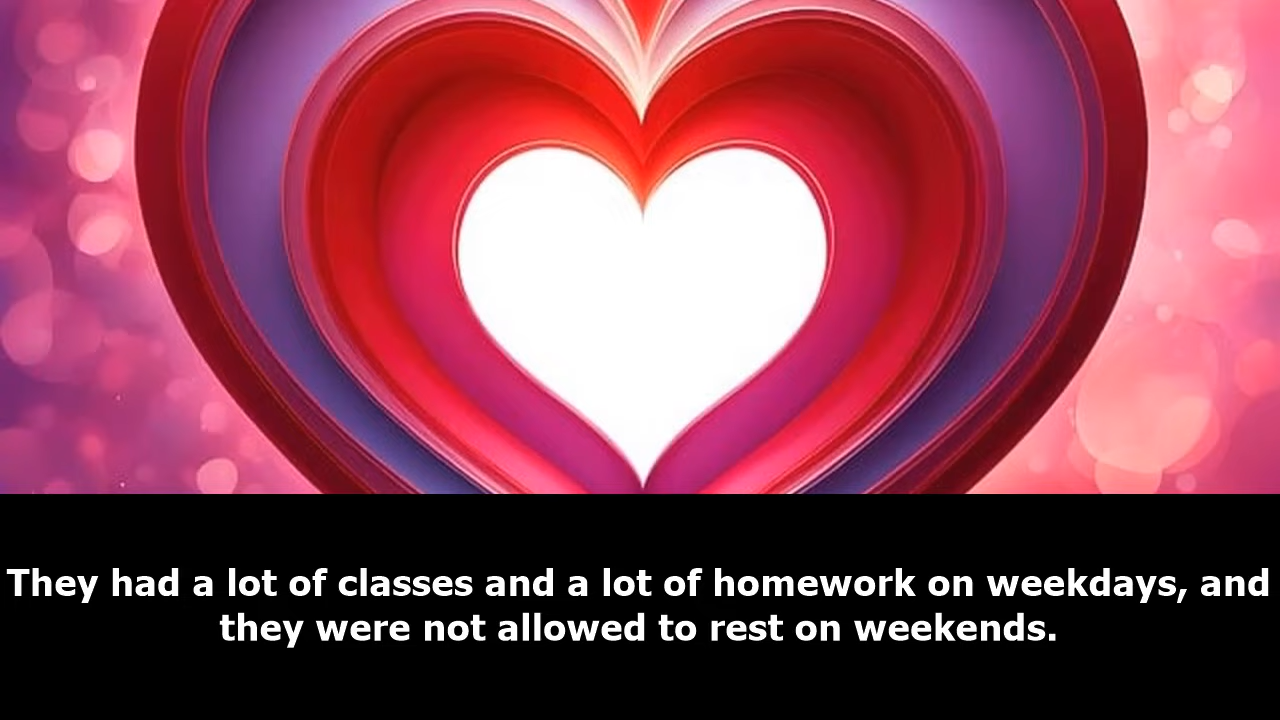 They had a lot of classes and a lot of homework on weekdays, and
they were not allowed to rest on weekends.